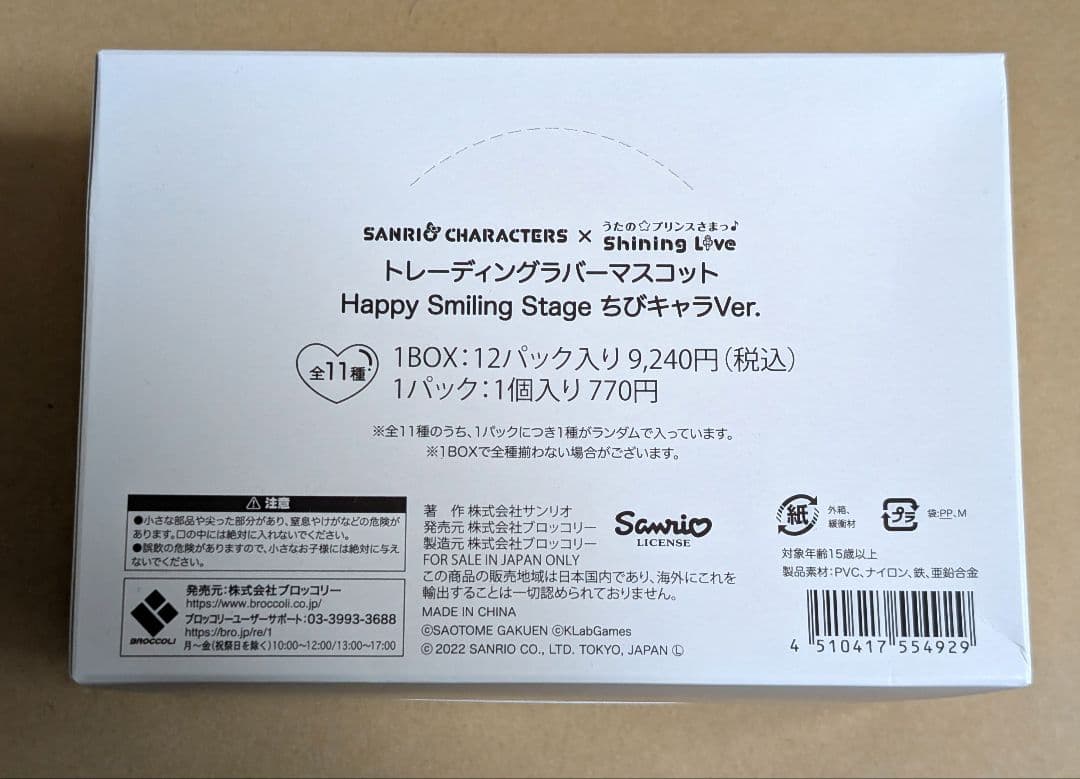 SANRIO CHARACTERS × うたの☆プリンスさまっ♪ Shining Live
トレーディングラバーマスコット
Happy Smiling Stage ちびキャラVer.
全11種
1BOX：12パック入り 9,240円（税込）
1パック：1個入り 770円
※全11種のうち、1パックにつき1種がランダムで入っています。
※1BOXで全種揃わない場合がございます。
⚠ 注意
●小さな部品や尖った部分があり、窒息やけがなどの危険が
あります。口の中には絶対に入れないでください。
●誤飲の危険がありますので、小さなお子様には絶対に与え
ないでください。
BROCCOLI
発売元：株式会社ブロッコリー
https://www.broccoli.co.jp/
ブロッコリーユーザーサポート：03-3993-3688
https://bro.jp/re/1
月〜金(祝祭日を除く)10:00〜12:00/13:00〜17:00
著　作 株式会社サンリオ
発売元 株式会社ブロッコリー
製造元 株式会社ブロッコリー
Sanrio
LICENSE
FOR SALE IN JAPAN ONLY
この商品の販売地域は日本国内であり、海外にこれを
輸出することは一切認められておりません。
MADE IN CHINA
©SAOTOME GAKUEN ©KLabGames
© 2022 SANRIO CO., LTD. TOKYO, JAPAN Ⓛ
紙
外箱、
緩衝材
プラ
袋:PP、M
対象年齢15歳以上
製品素材：PVC、ナイロン、鉄、亜鉛合金
4 510417 554929